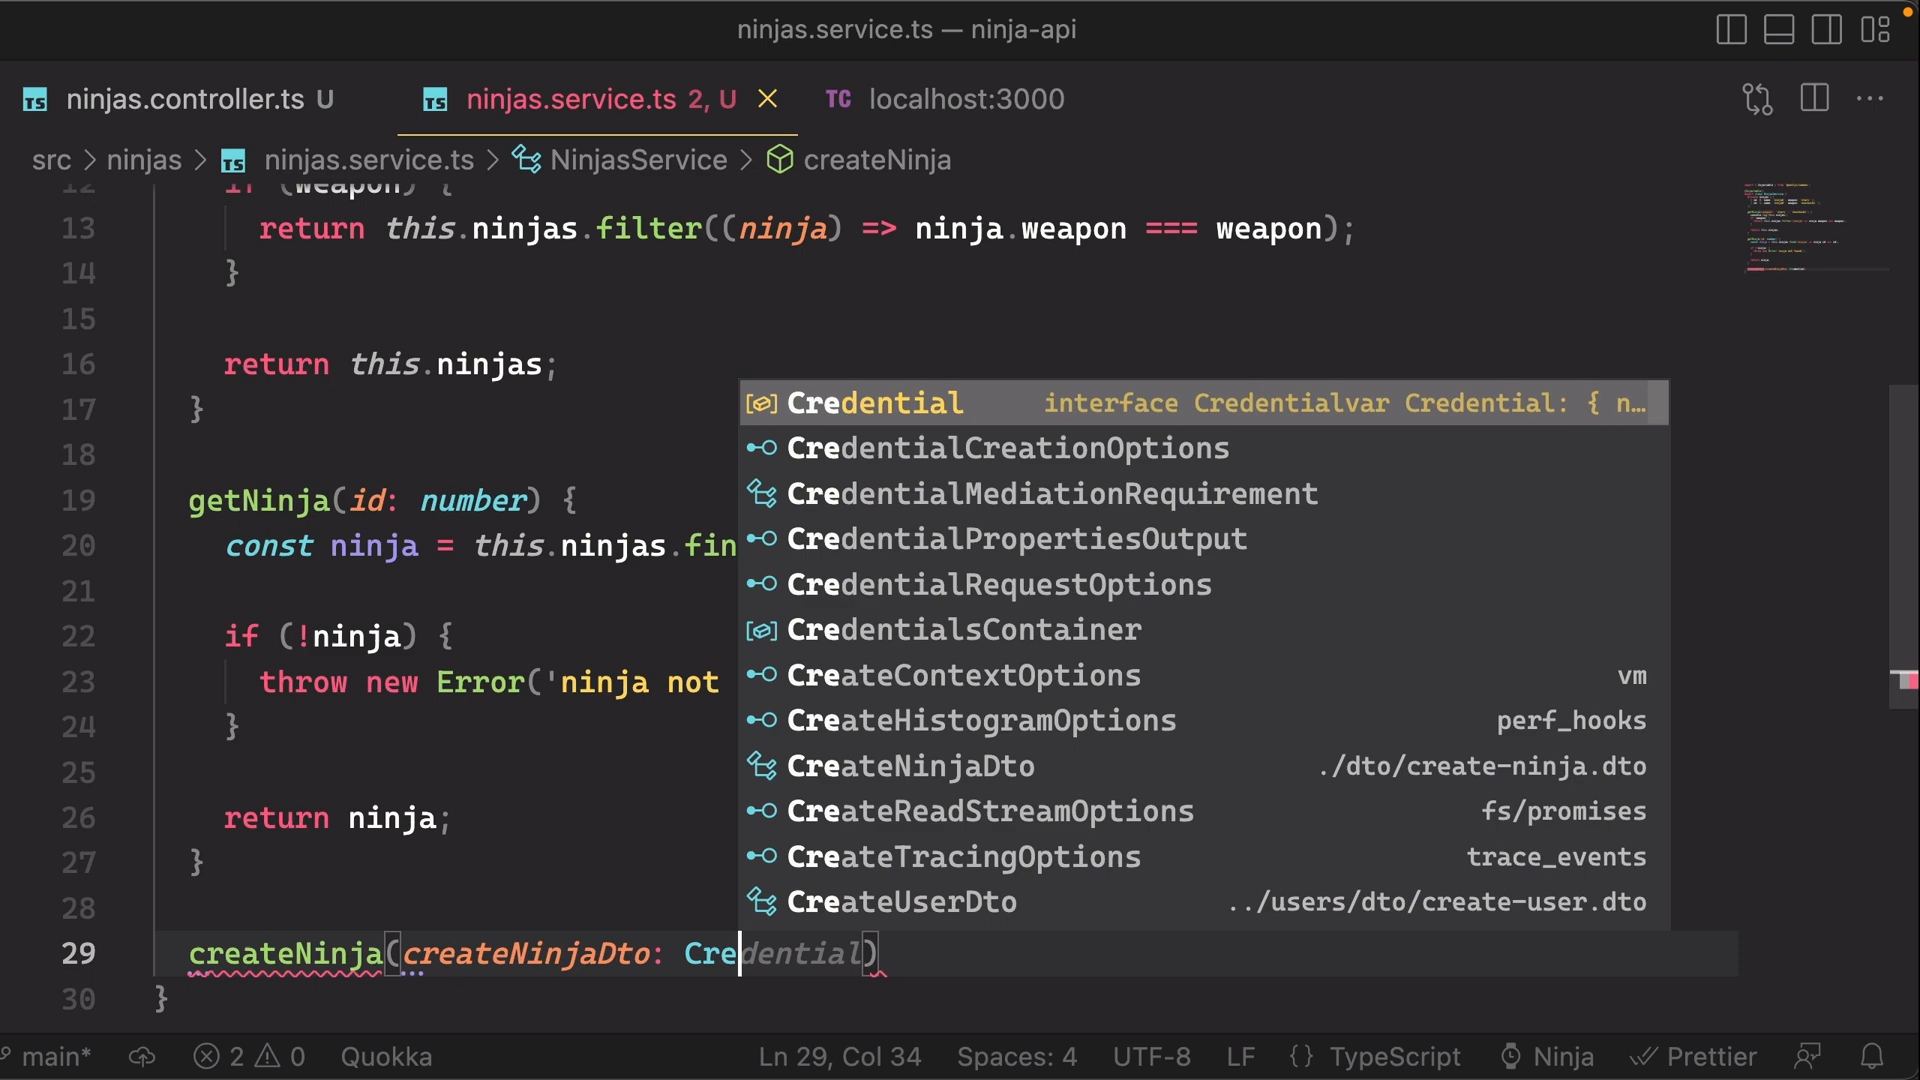 ninjas.service.ts — ninja-api
ninjas.controller.ts U
ninjas.service.ts 2, U
TC localhost:3000
src > ninjas > TS ninjas.service.ts > NinjasService > createNinja
12 if (weapon) {
13 return this.ninjas.filter((ninja) => ninja.weapon === weapon);
14 }
15
16 return this.ninjas;
17 }
18
19 getNinja(id: number) {
20 const ninja = this.ninjas.fin
21
22 if (!ninja) {
23 throw new Error('ninja not
24 }
25
26 return ninja;
27 }
28
29 createNinja(createNinjaDto: Credential)
30 }
Credential interface Credentialvar Credential: { n…
CredentialCreationOptions
CredentialMediationRequirement
CredentialPropertiesOutput
CredentialRequestOptions
CredentialsContainer
CreateContextOptions vm
CreateHistogramOptions perf_hooks
CreateNinjaDto ./dto/create-ninja.dto
CreateReadStreamOptions fs/promises
CreateTracingOptions trace_events
CreateUserDto ../users/dto/create-user.dto
main* 2 0 Quokka Ln 29, Col 34 Spaces: 4 UTF-8 LF {} TypeScript Ninja Prettier